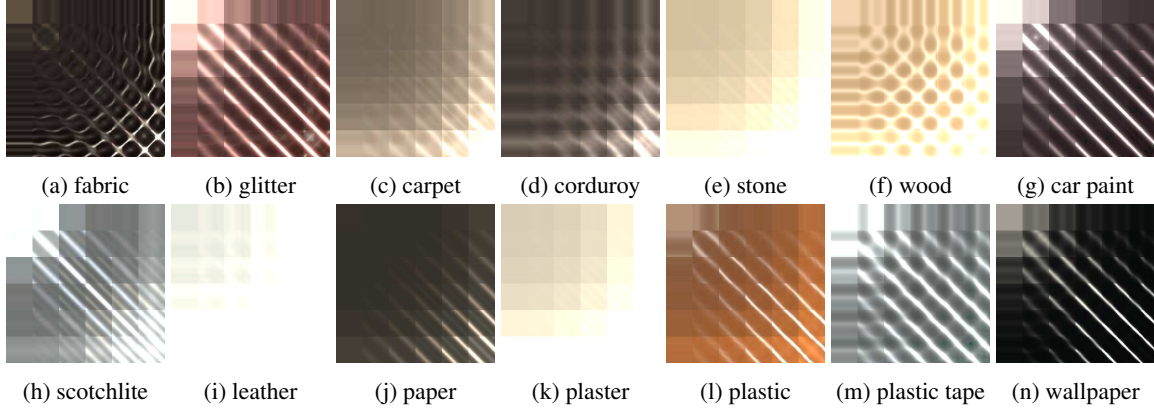 (a) fabric (b) glitter (c) carpet (d) corduroy (e) stone (f) wood (g) car paint
(h) scotchlite (i) leather (j) paper (k) plaster (l) plastic (m) plastic tape (n) wallpaper